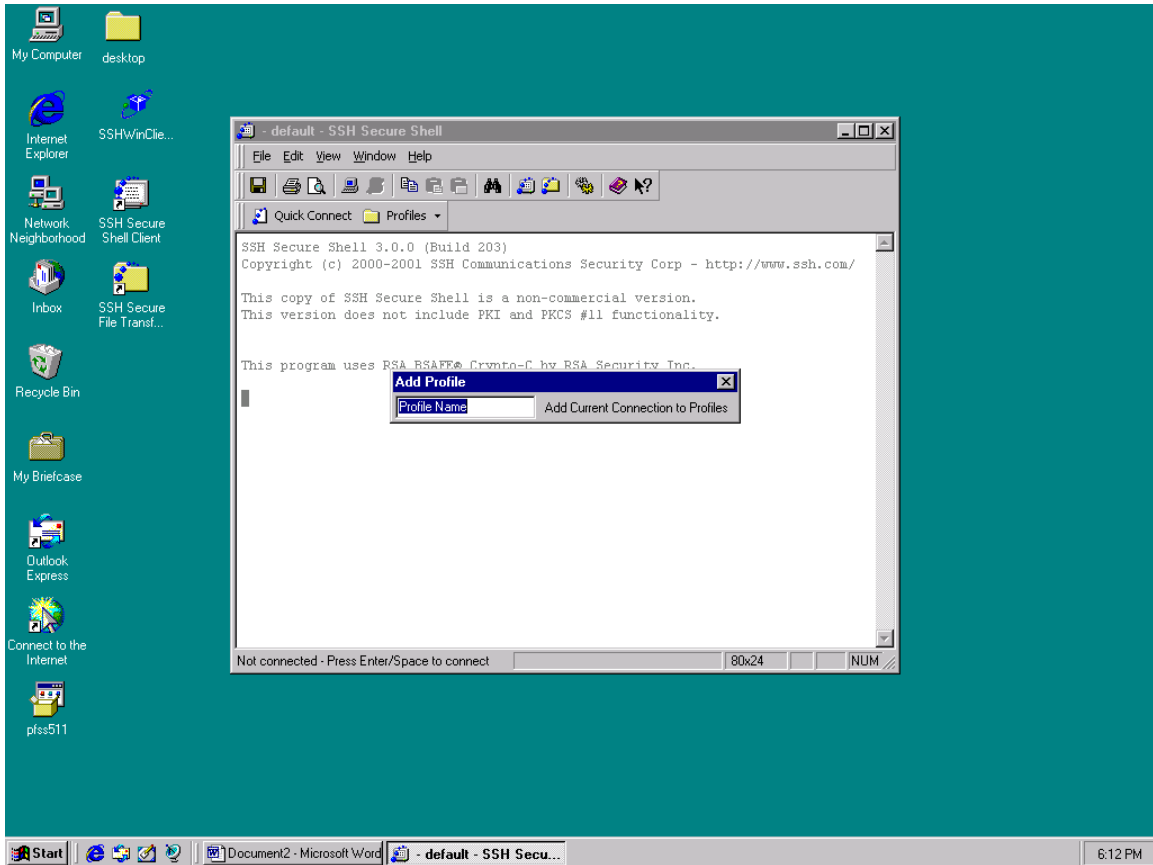 My Computer
desktop
Internet
Explorer
SSHWinClie...
Network
Neighborhood
SSH Secure
Shell Client
Inbox
SSH Secure
File Transf...
Recycle Bin
My Briefcase
Outlook
Express
Connect to the
Internet
pfss511
- default - SSH Secure Shell
File Edit View Window Help
Quick Connect Profiles
SSH Secure Shell 3.0.0 (Build 203)
Copyright (c) 2000-2001 SSH Communications Security Corp - http://www.ssh.com/
This copy of SSH Secure Shell is a non-commercial version.
This version does not include PKI and PKCS #11 functionality.
This program uses RSA BSAFE® Crypto-C by RSA Security Inc.
Add Profile
Profile Name Add Current Connection to Profiles
Not connected - Press Enter/Space to connect 80x24 NUM
Start Document2 - Microsoft Word - default - SSH Secu... 6:12 PM